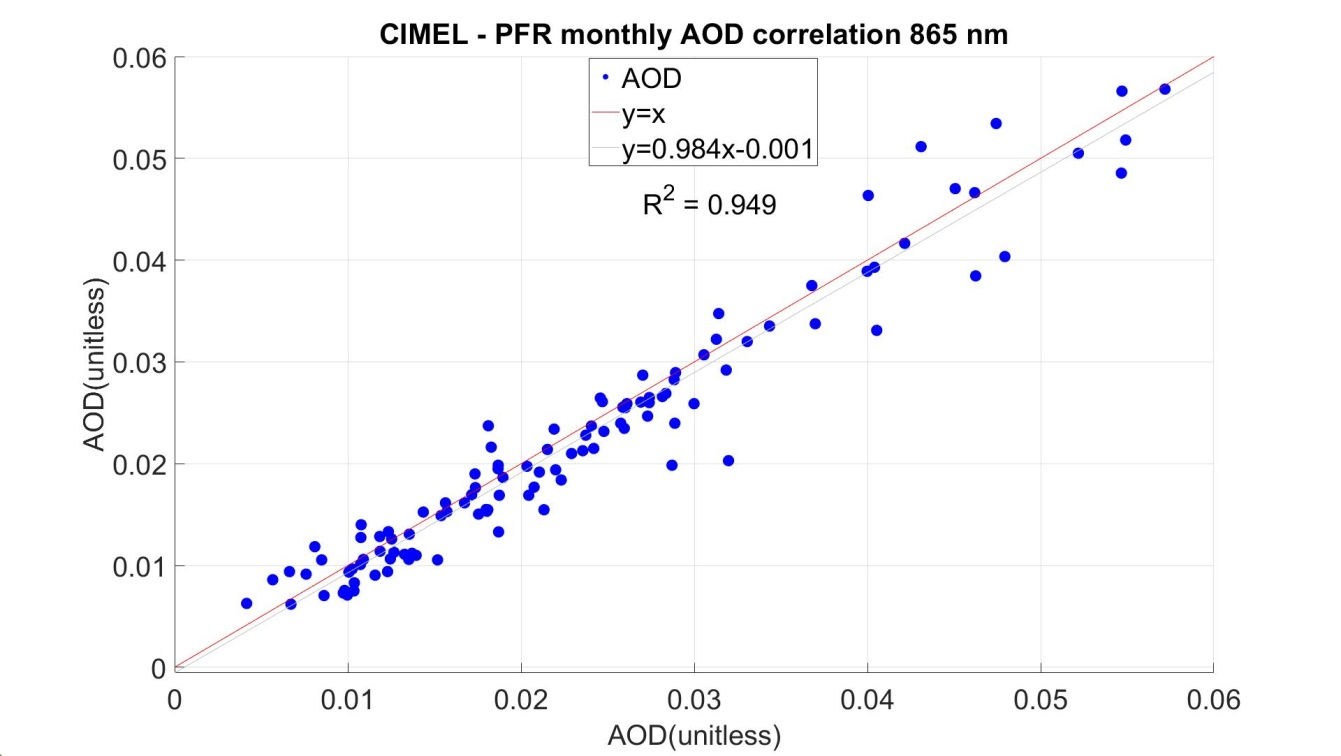 CIMEL - PFR monthly AOD correlation 865 nm
AOD
y=x
y=0.984x-0.001
R² = 0.949
0.06
0.05
0.04
0.03
0.02
0.01
0
AOD(unitless)
0 0.01 0.02 0.03 0.04 0.05 0.06
AOD(unitless)